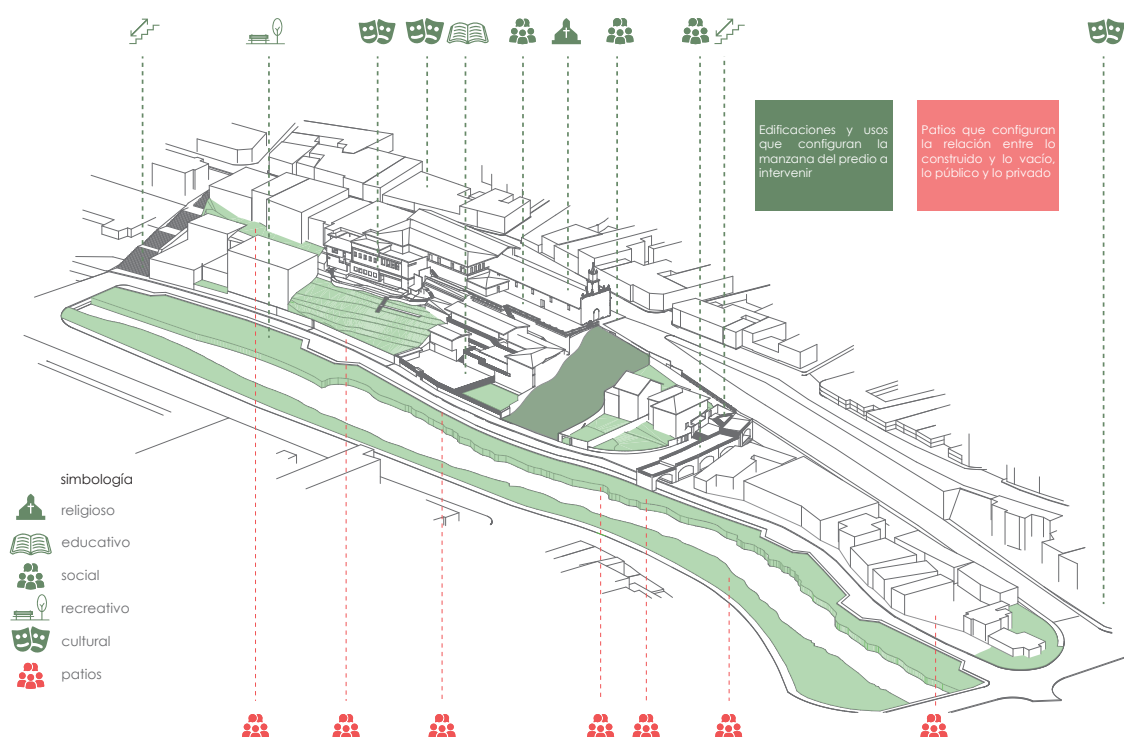 Edificaciones y usos
que configuran la
manzana del predio a
intervenir
Patios que configuran
la relación entre lo
construido y lo vacío,
lo público y lo privado
simbología
religioso
educativo
social
recreativo
cultural
patios